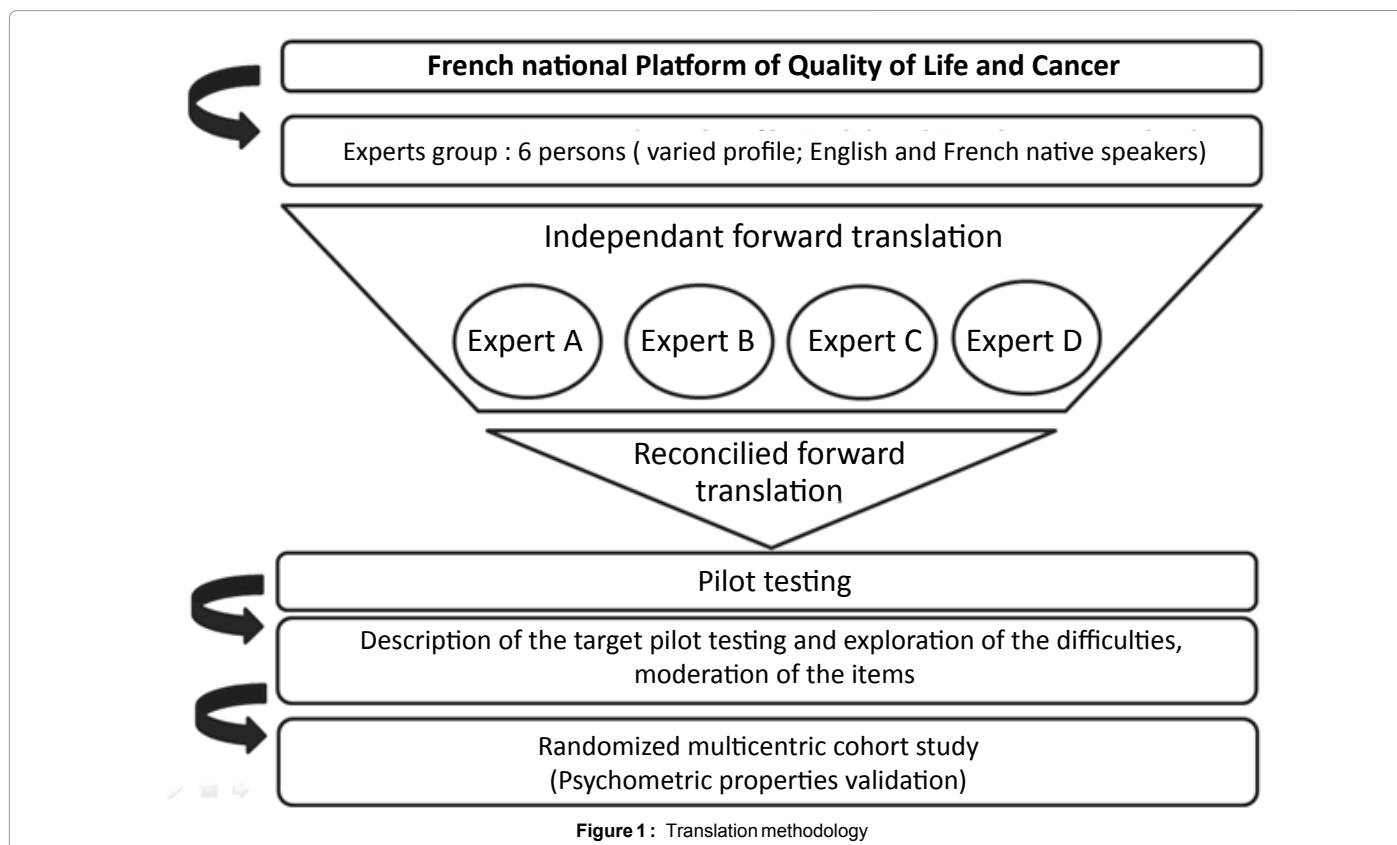 French national Platform of Quality of Life and Cancer
Experts group : 6 persons ( varied profile; English and French native speakers)
Independant forward translation
Expert A Expert B Expert C Expert D
Reconcilied forward
translation
Pilot testing
Description of the target pilot testing and exploration of the difficulties,
moderation of the items
Randomized multicentric cohort study
(Psychometric properties validation)
Figure 1 : Translation methodology